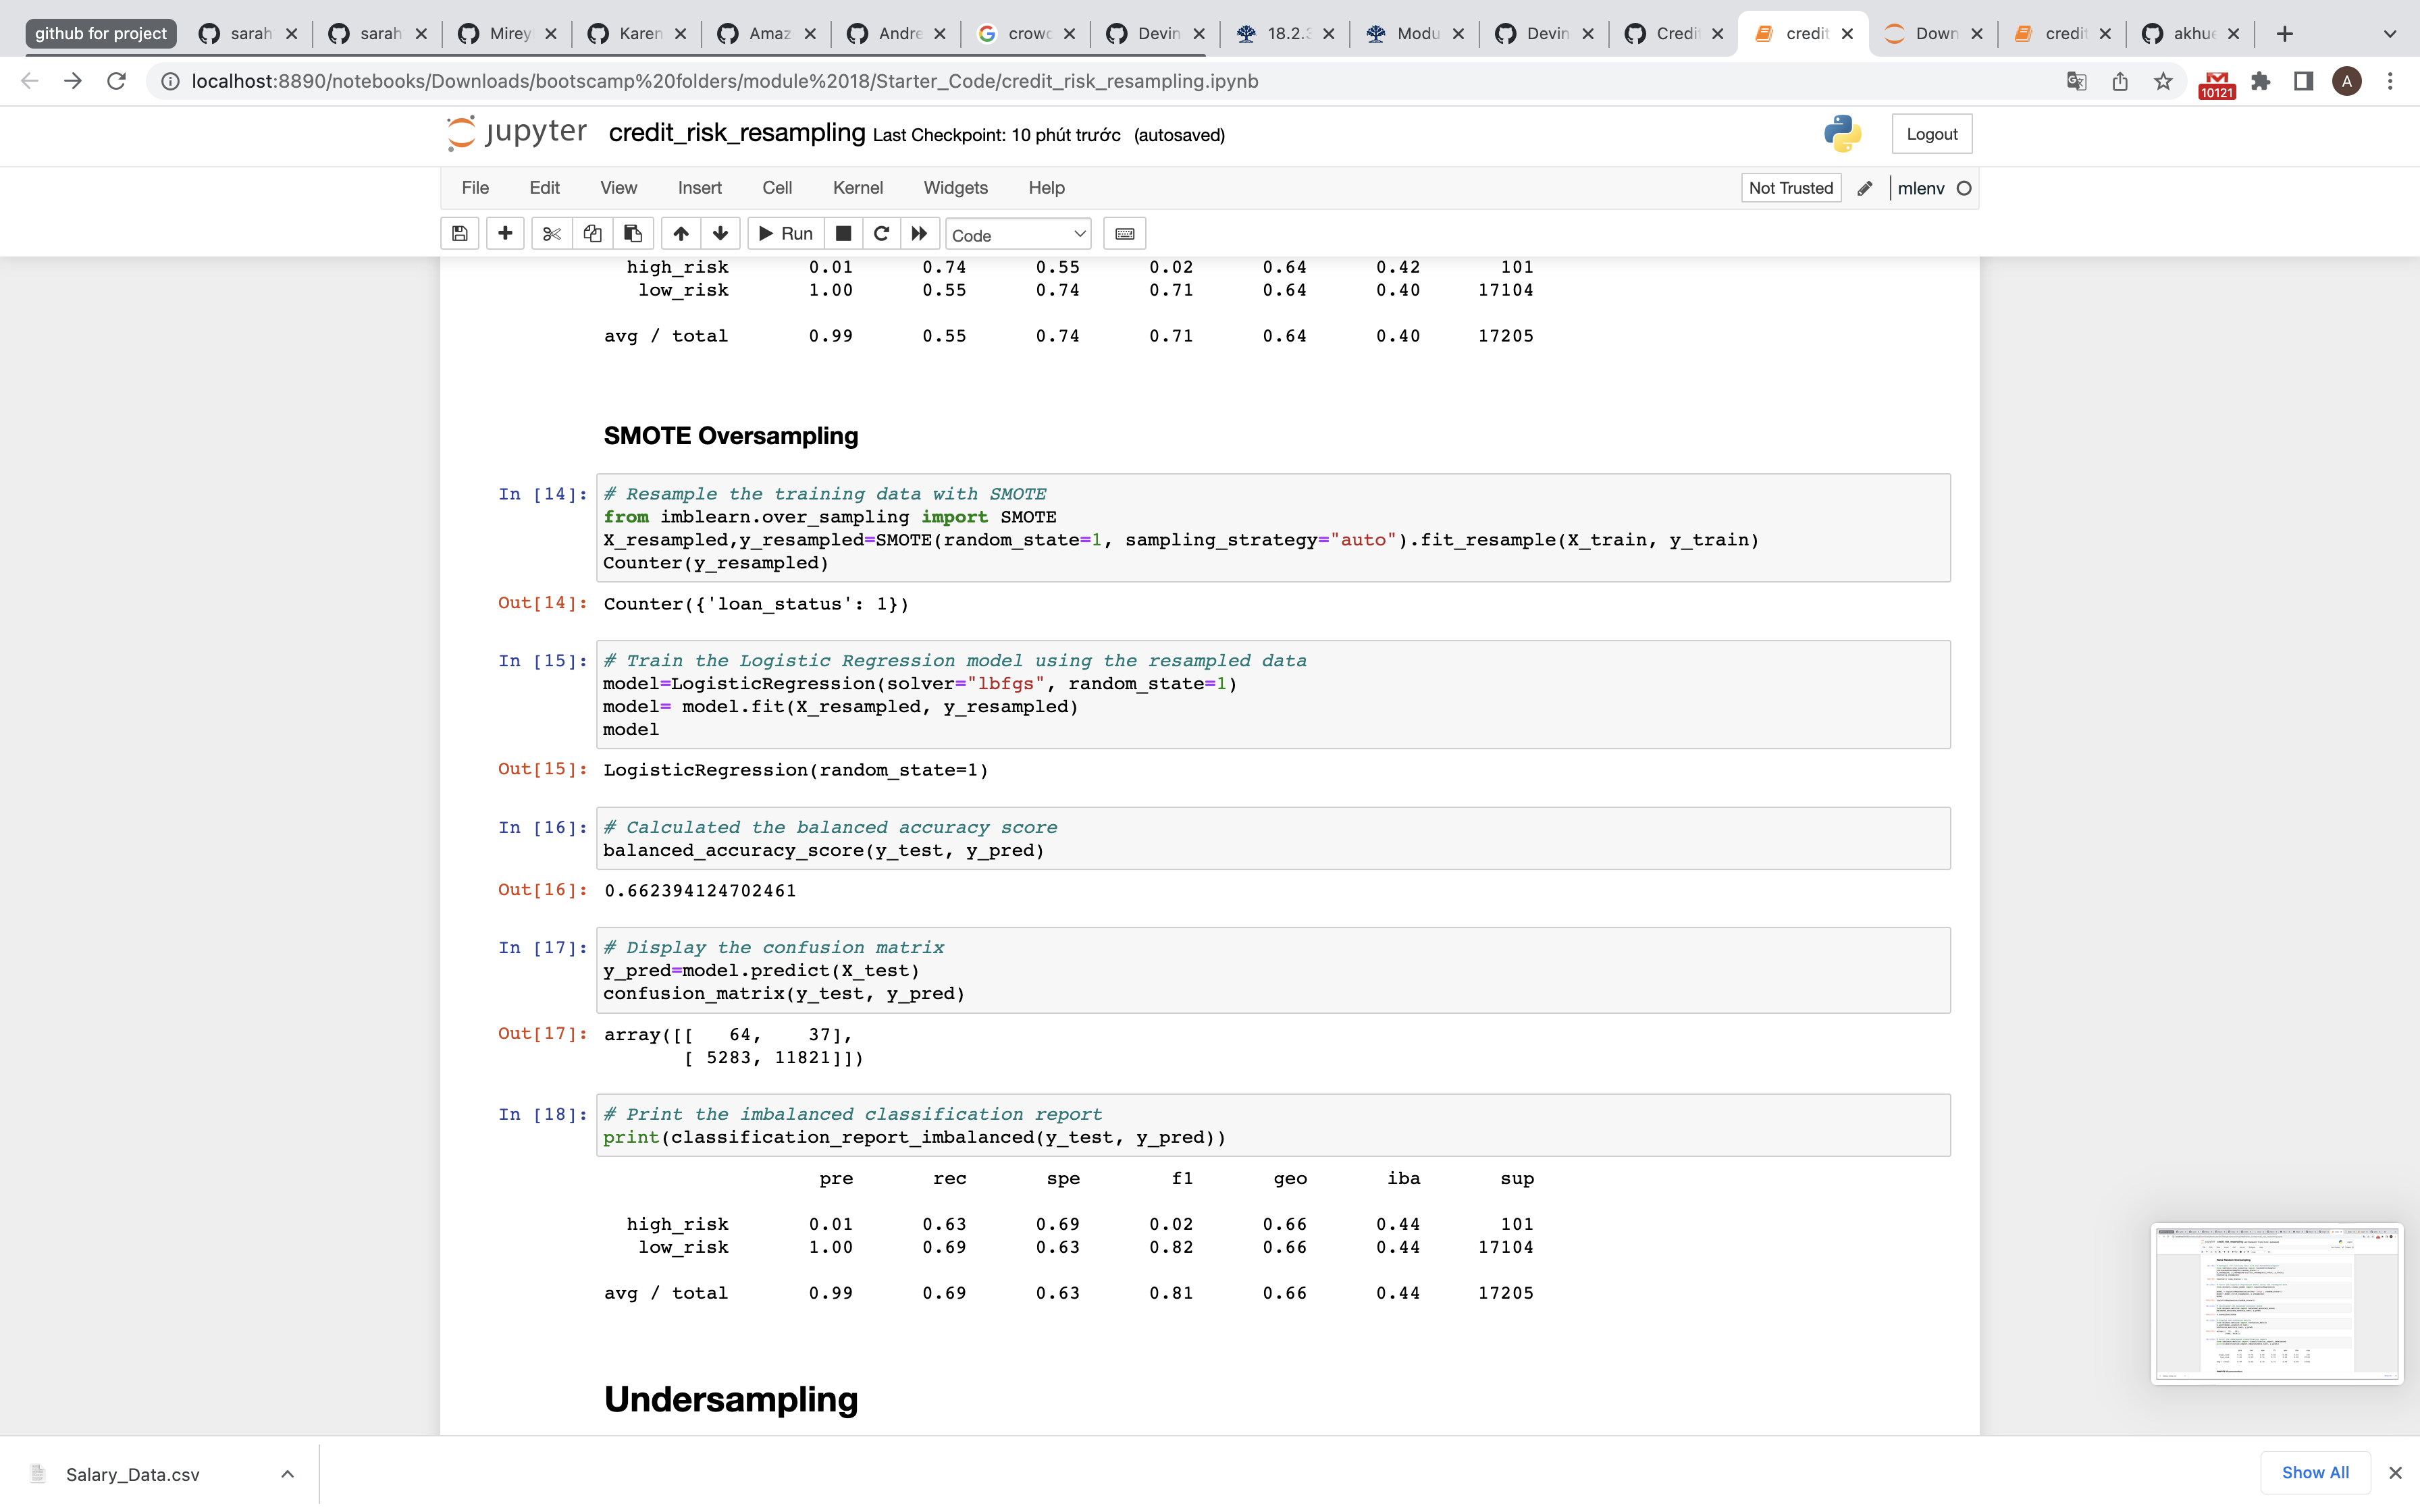 github for project sarah sarah Mirey Karen Amaz Andre crowd Devin 18.2.3 Modu Devin Credit credit Down credit akhue
localhost:8890/notebooks/Downloads/bootscamp%20folders/module%2018/Starter_Code/credit_risk_resampling.ipynb 10121 A
jupyter credit_risk_resampling Last Checkpoint: 10 phút trước (autosaved) Logout
File Edit View Insert Cell Kernel Widgets Help Not Trusted mlenv
Run Code
high_risk 0.01 0.74 0.55 0.02 0.64 0.42 101
low_risk 1.00 0.55 0.74 0.71 0.64 0.40 17104
avg / total 0.99 0.55 0.74 0.71 0.64 0.40 17205
SMOTE Oversampling
In [14]: # Resample the training data with SMOTE
from imblearn.over_sampling import SMOTE
X_resampled,y_resampled=SMOTE(random_state=1, sampling_strategy="auto").fit_resample(X_train, y_train)
Counter(y_resampled)
Out[14]: Counter({'loan_status': 1})
In [15]: # Train the Logistic Regression model using the resampled data
model=LogisticRegression(solver="lbfgs", random_state=1)
model= model.fit(X_resampled, y_resampled)
model
Out[15]: LogisticRegression(random_state=1)
In [16]: # Calculated the balanced accuracy score
balanced_accuracy_score(y_test, y_pred)
Out[16]: 0.662394124702461
In [17]: # Display the confusion matrix
y_pred=model.predict(X_test)
confusion_matrix(y_test, y_pred)
Out[17]: array([[ 64, 37],
[ 5283, 11821]])
In [18]: # Print the imbalanced classification report
print(classification_report_imbalanced(y_test, y_pred))
pre rec spe f1 geo iba sup
high_risk 0.01 0.63 0.69 0.02 0.66 0.44 101
low_risk 1.00 0.69 0.63 0.82 0.66 0.44 17104
avg / total 0.99 0.69 0.63 0.81 0.66 0.44 17205
Undersampling
Salary_Data.csv Show All